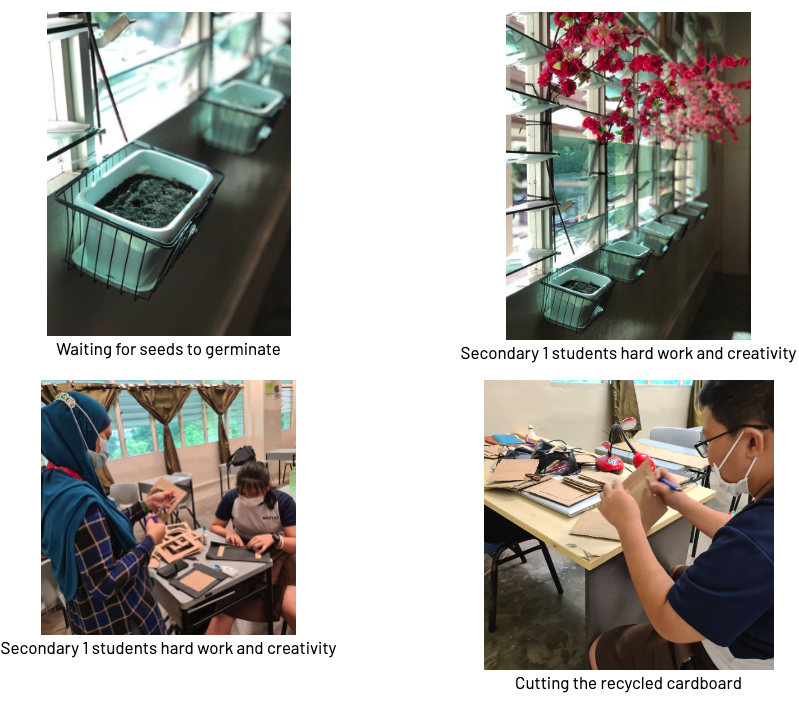 Waiting for seeds to germinate
Secondary 1 students hard work and creativity
Secondary 1 students hard work and creativity
Cutting the recycled cardboard